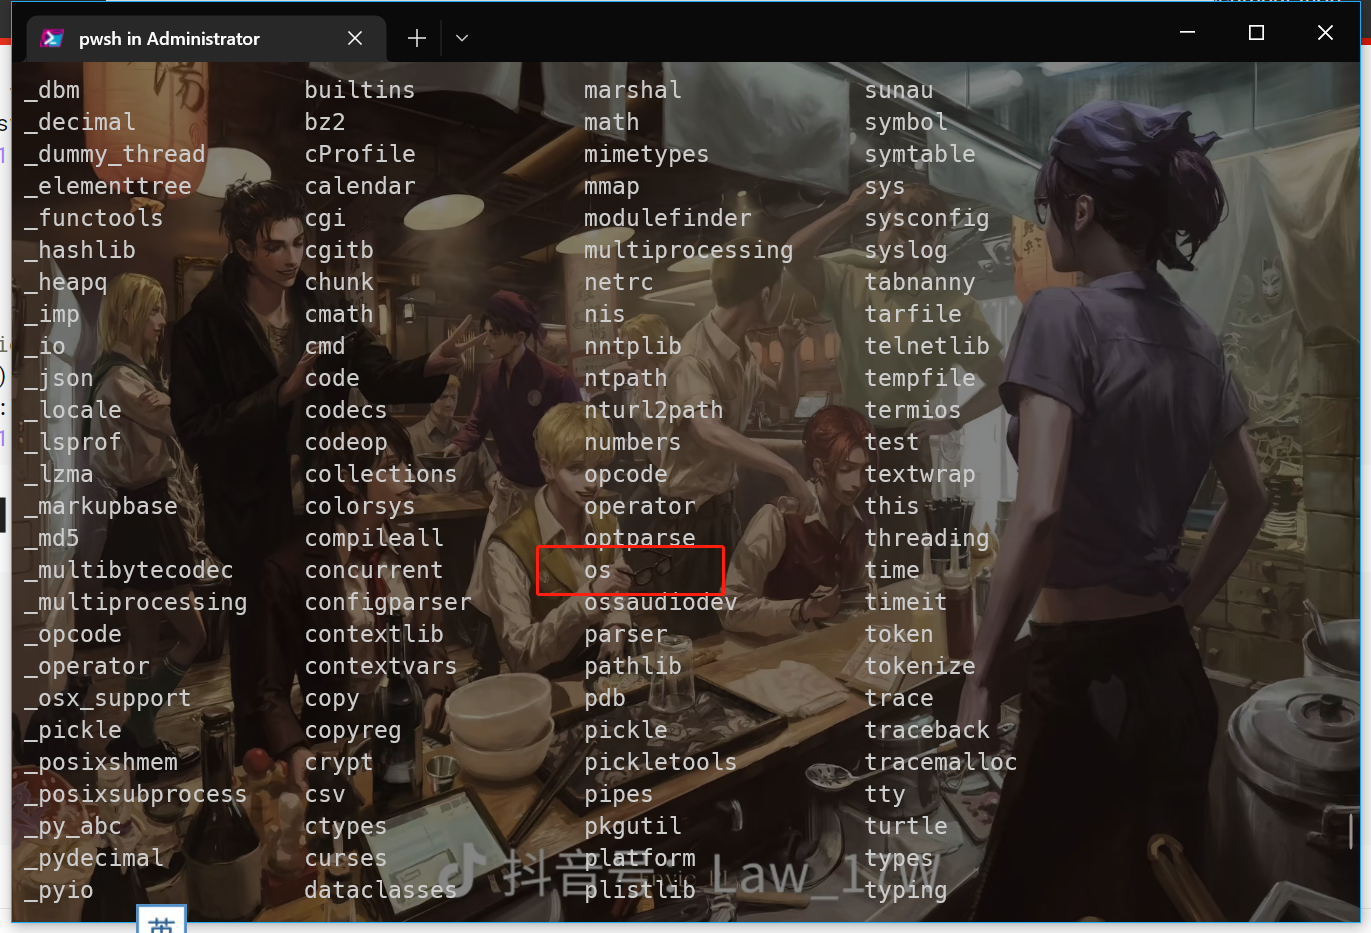 pwsh in Administrator
_dbm builtins marshal sunau
_decimal bz2 math symbol
_dummy_thread cProfile mimetypes symtable
_elementtree calendar mmap sys
_functools cgi modulefinder sysconfig
_hashlib cgitb multiprocessing syslog
_heapq chunk netrc tabnanny
_imp cmath nis tarfile
_io cmd nntplib telnetlib
_json code ntpath tempfile
_locale codecs nturl2path termios
_lsprof codeop numbers test
_lzma collections opcode textwrap
_markupbase colorsys operator this
_md5 compileall optparse threading
_multibytecodec concurrent os time
_multiprocessing configparser ossaudiodev timeit
_opcode contextlib parser token
_operator contextvars pathlib tokenize
_osx_support copy pdb trace
_pickle copyreg pickle traceback
_posixshmem crypt pickletools tracemalloc
_posixsubprocess csv pipes tty
_py_abc ctypes pkgutil turtle
_pydecimal curses platform types
_pyio dataclasses plistlib typing
抖音号: Law_1_W
英